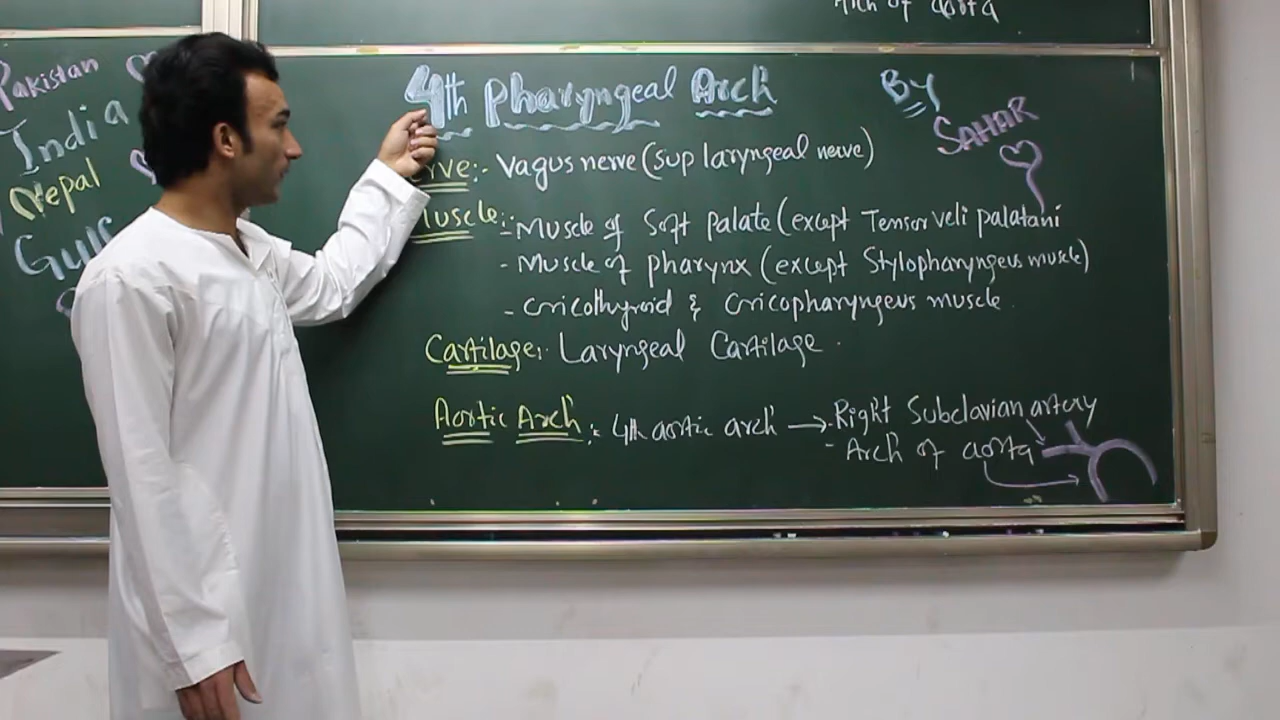 Arch of aorta
Pakistan
India
Nepal
Gulf
4th Pharyngeal Arch
By
SAHAR
erve:- Vagus nerve (sup laryngeal nerve)
Muscle:- - Muscle of Soft Palate (except Tensor veli palatani
- Muscle of pharynx (except Stylopharyngeus muscle)
- Cricothyroid & Cricopharyngeus muscle.
Cartilage: Laryngeal Cartilage.
Aortic Arch: 4th aortic arch → - Right Subclavian artery
- Arch of aorta